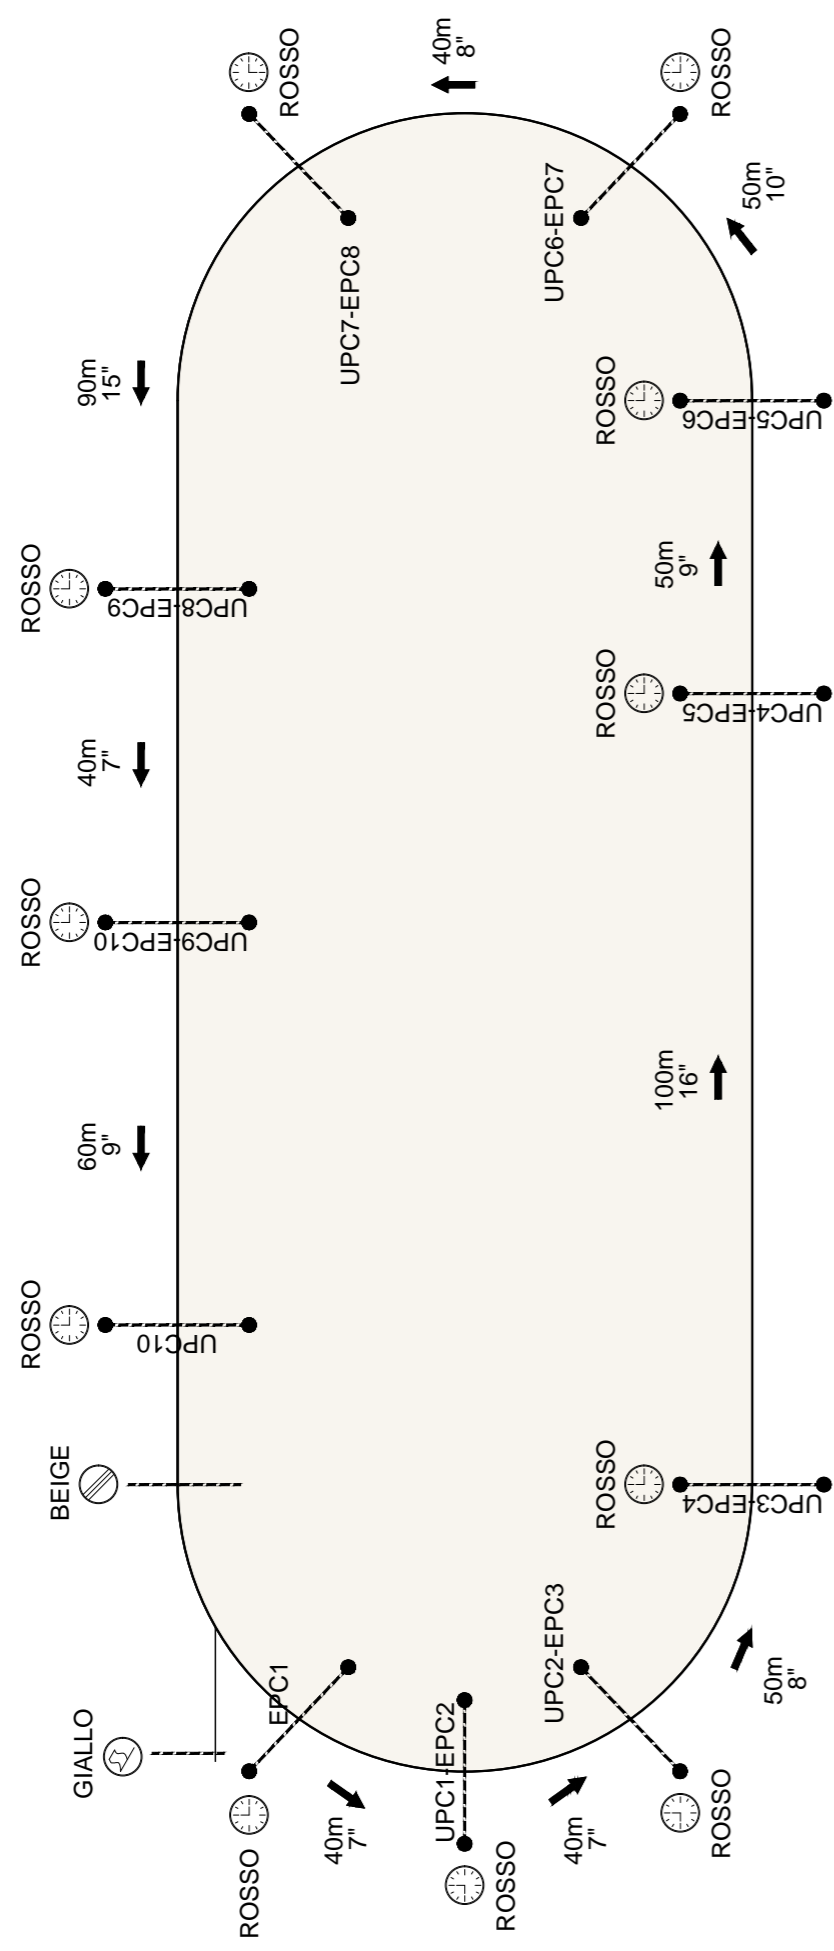 40m
8"
ROSSO
ROSSO
50m
10"
UPC6-EPC7
UPC7-EPC8
90m
15"
ROSSO
UPC5-EPC6
ROSSO
UPC8-EPC9
50m
9"
ROSSO
UPC4-EPC5
40m
7"
ROSSO
UPC9-EPC10
100m
16"
60m
9"
ROSSO
UPC10
BEIGE
ROSSO
UPC3-EPC4
UPC2-EPC3
EPC1
50m
8"
GIALLO
UPC1-EPC2
40m
7"
40m
7"
ROSSO
ROSSO
ROSSO